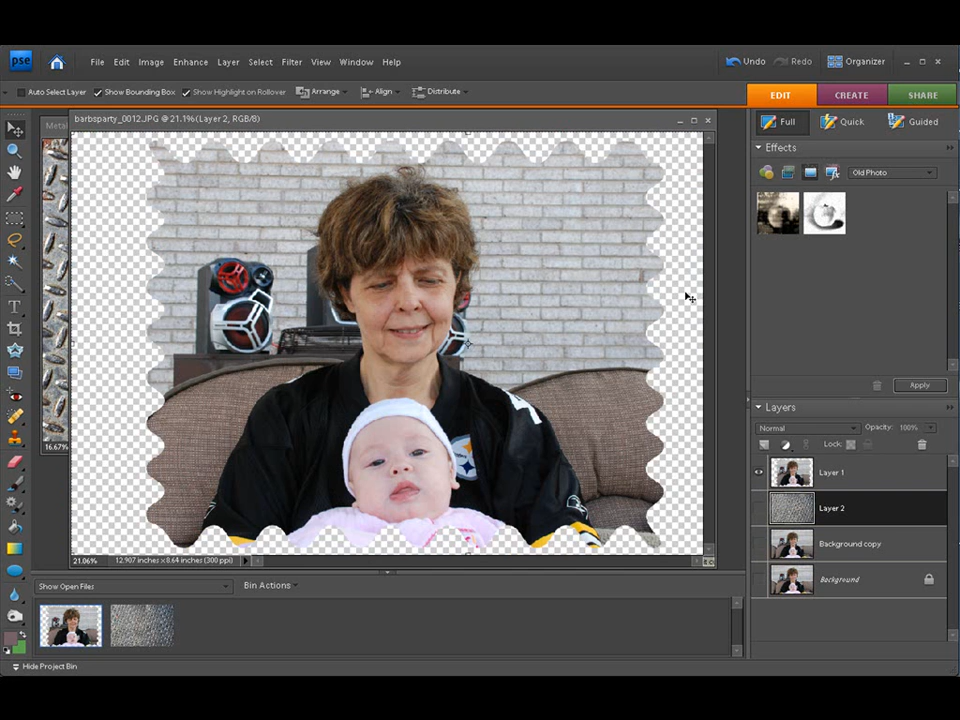 pse File Edit Image Enhance Layer Select Filter View Window Help Undo Redo Organizer
Auto Select Layer Show Bounding Box Show Highlight on Rollover Arrange Align Distribute EDIT CREATE SHARE
Metal barbsparty_0012.JPG @ 21.1%(Layer 2, RGB/8) Full Quick Guided
Effects
Old Photo
Apply
Layers
Normal Opacity: 100%
Lock:
16.67%
Layer 1
Layer 2
Background copy
21.06% 12.907 inches x 8.64 inches (300 ppi)
Background
Show Open Files Bin Actions
Hide Project Bin